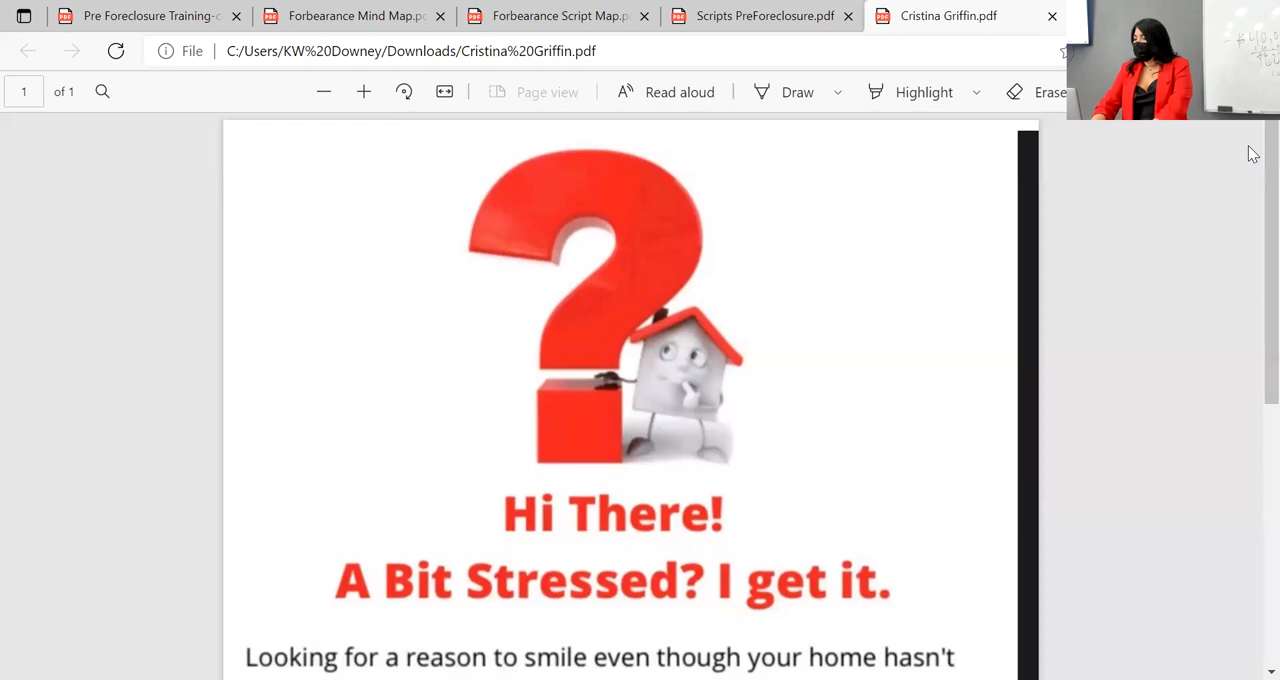 Pre Foreclosure Training-c
Forbearance Mind Map.pc
Forbearance Script Map.p
Scripts PreForeclosure.pdf
Cristina Griffin.pdf
File
C:/Users/KW%20Downey/Downloads/Cristina%20Griffin.pdf
1
of 1
Page view
Read aloud
Draw
Highlight
Erase
Hi There!
A Bit Stressed? I get it.
Looking for a reason to smile even though your home hasn't